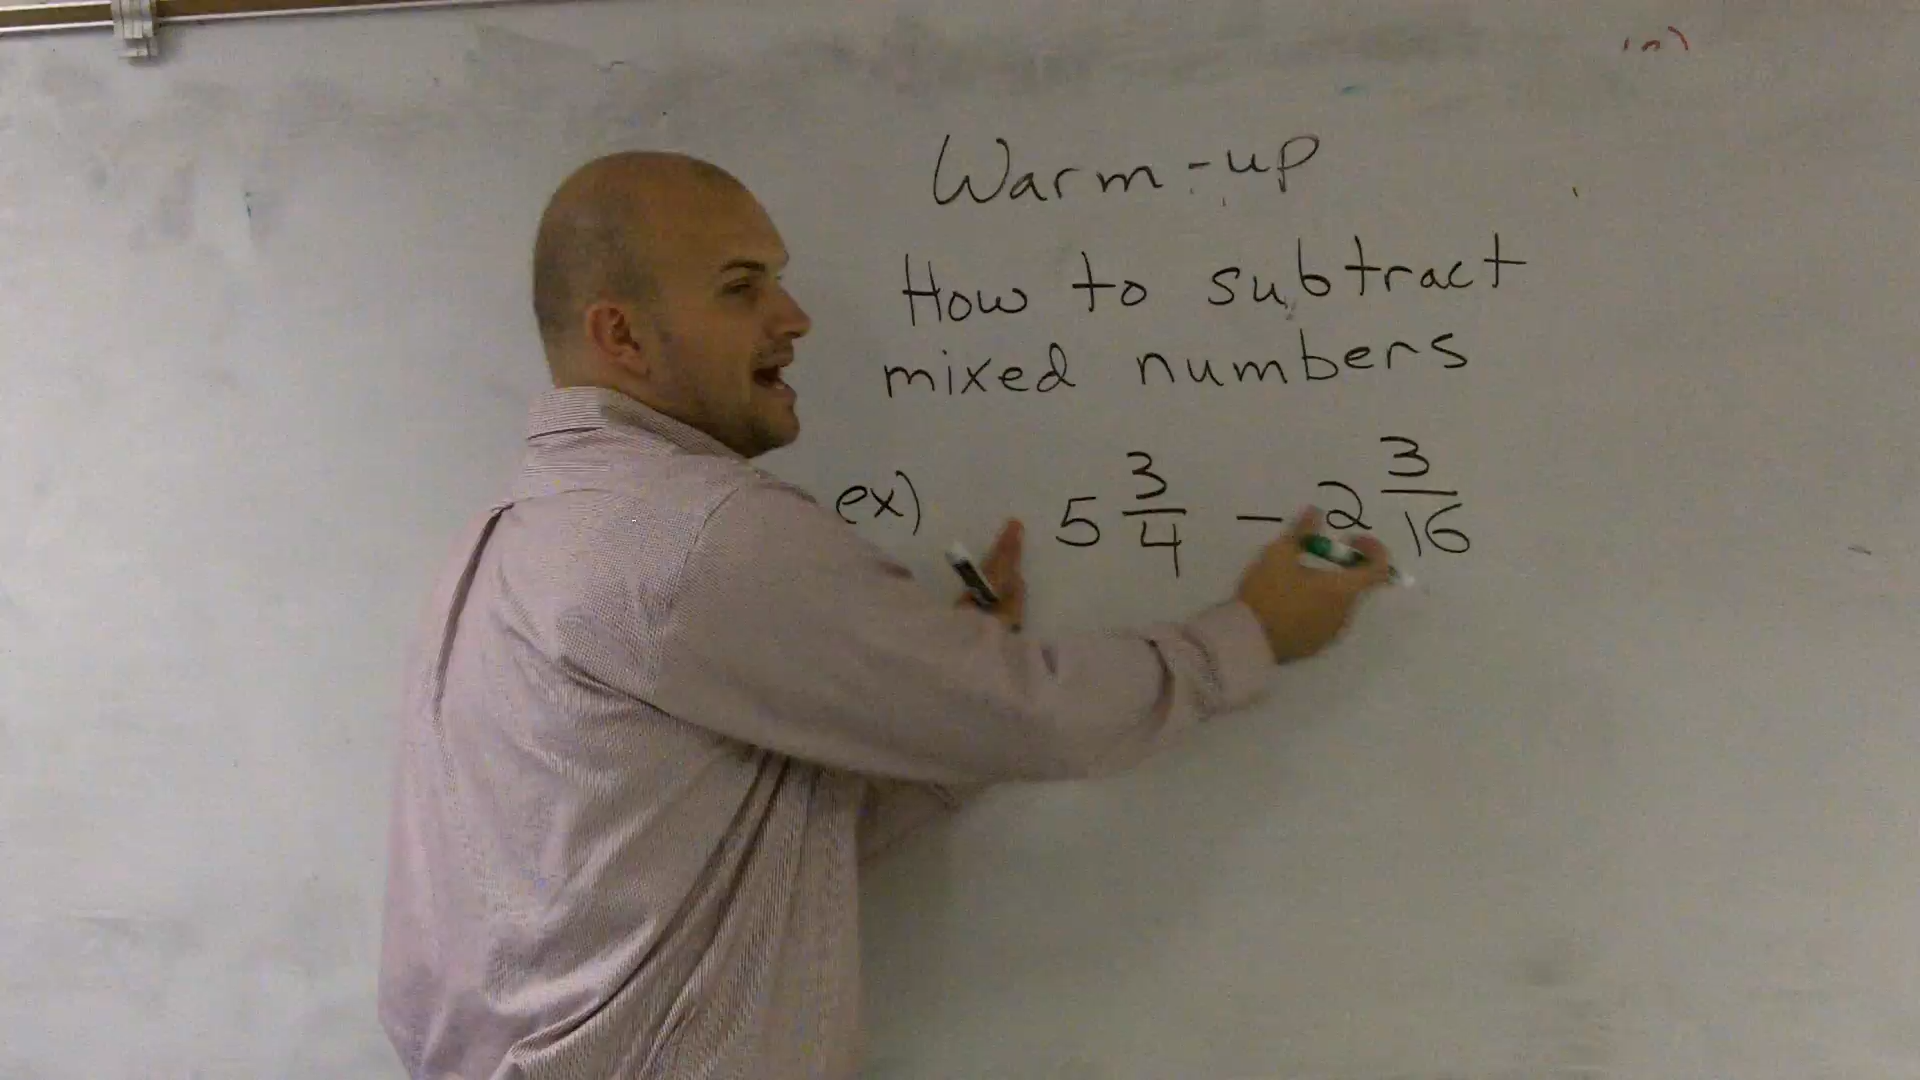 Warm-up
How to subtract
mixed numbers
ex) 5 3/4 - 2 3/16